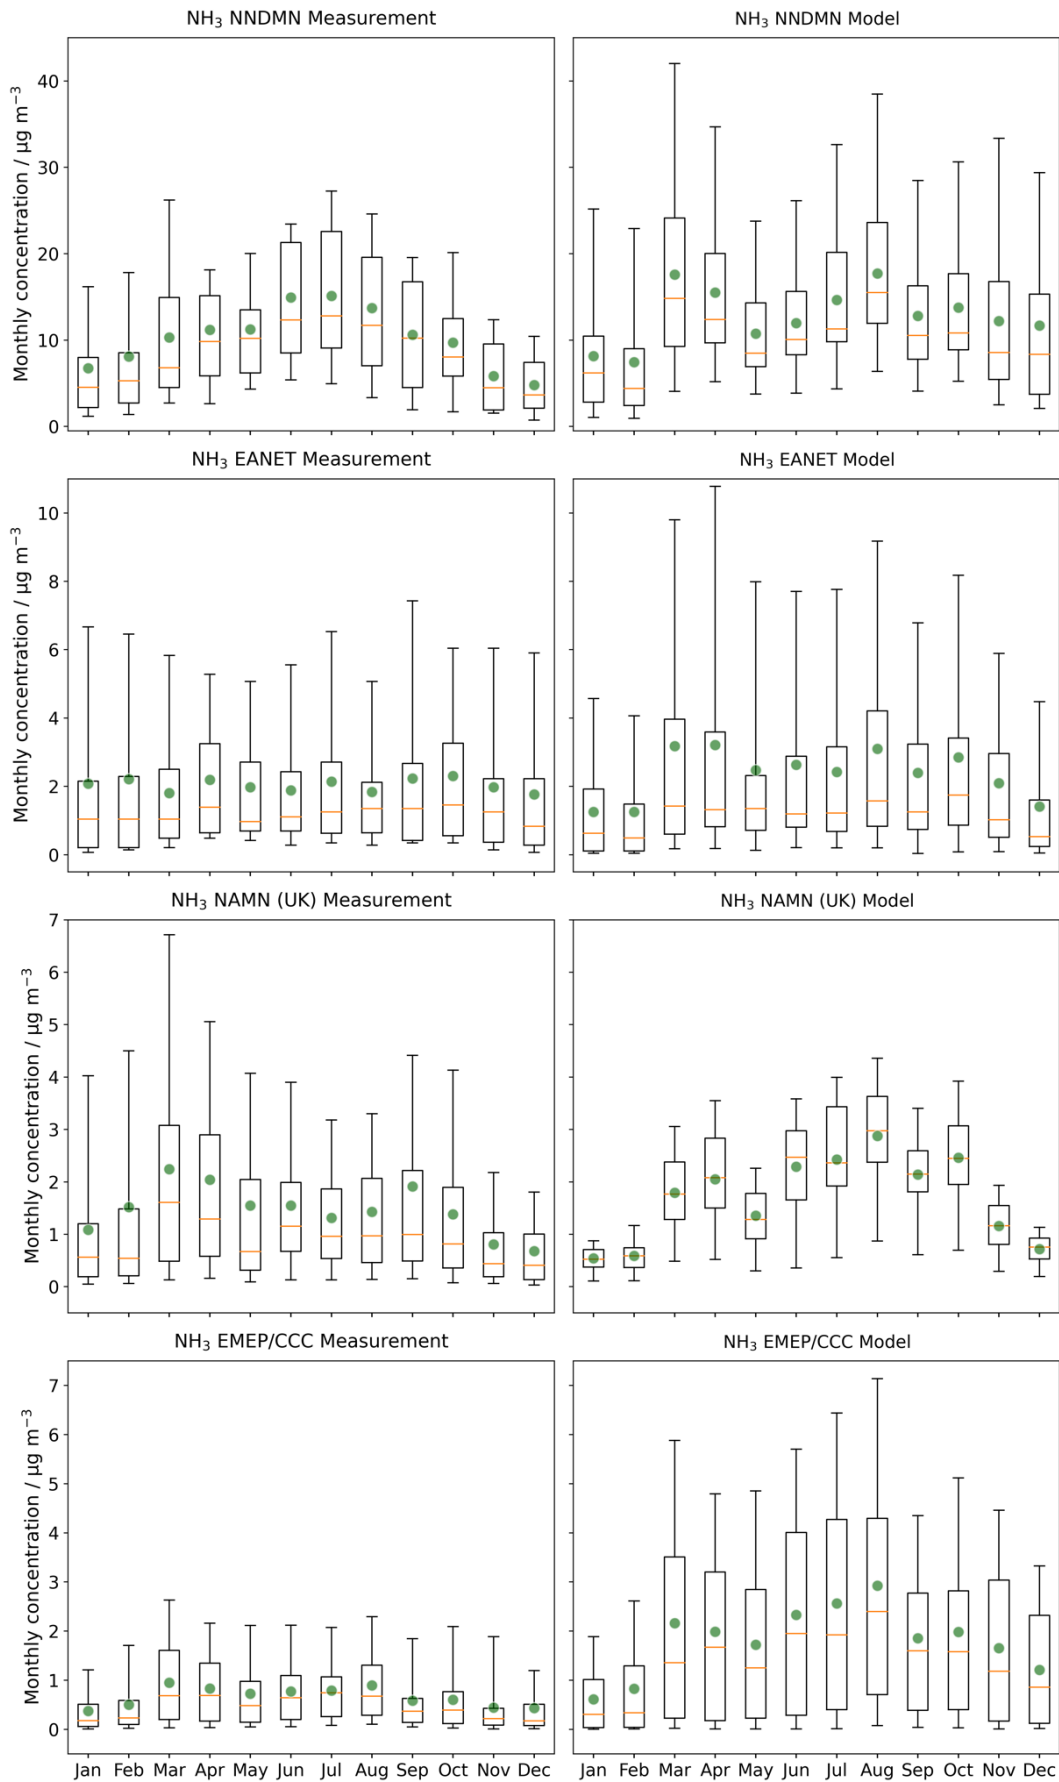 NH₃ NNDMN Measurement
NH₃ NNDMN Model
Monthly concentration / µg m⁻³
40
30
20
10
0
NH₃ EANET Measurement
NH₃ EANET Model
Monthly concentration / µg m⁻³
10
8
6
4
2
0
NH₃ NAMN (UK) Measurement
NH₃ NAMN (UK) Model
Monthly concentration / µg m⁻³
7
6
5
4
3
2
1
0
NH₃ EMEP/CCC Measurement
NH₃ EMEP/CCC Model
Monthly concentration / µg m⁻³
7
6
5
4
3
2
1
0
Jan Feb Mar Apr May Jun Jul Aug Sep Oct Nov Dec
Jan Feb Mar Apr May Jun Jul Aug Sep Oct Nov Dec